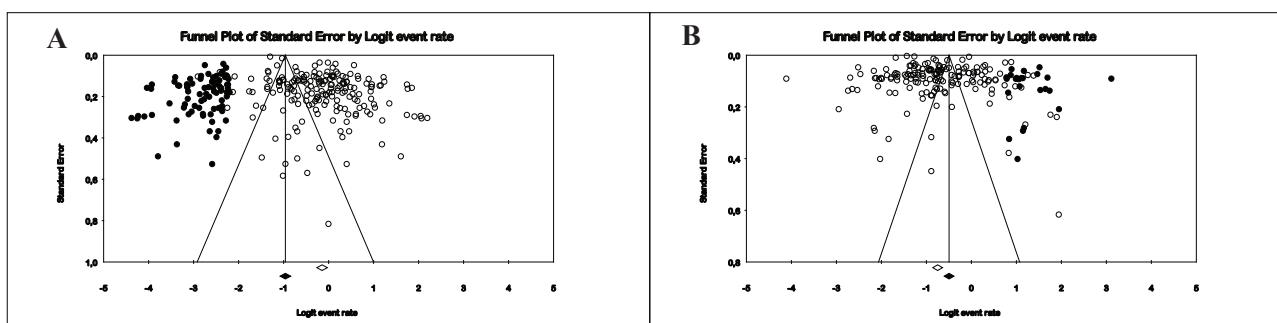 A
Funnel Plot of Standard Error by Logit event rate
0,0
0,2
0,4
0,6
0,8
1,0
Standard Error
-5 -4 -3 -2 -1 0 1 2 3 4 5
Logit event rate
B
Funnel Plot of Standard Error by Logit event rate
0,0
0,2
0,4
0,6
0,8
Standard Error
-5 -4 -3 -2 -1 0 1 2 3 4 5
Logit event rate